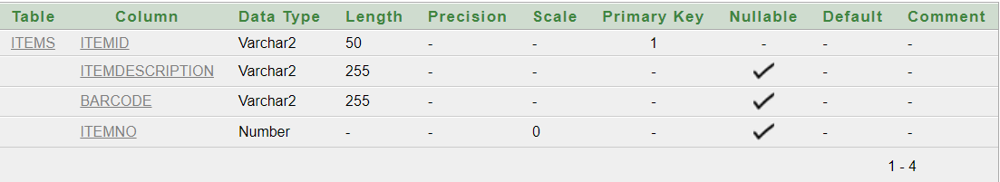 Table Column Data Type Length Precision Scale Primary Key Nullable Default Comment
ITEMS ITEMID Varchar2 50 - - 1 - - -
ITEMDESCRIPTION Varchar2 255 - - - - -
BARCODE Varchar2 255 - - - - -
ITEMNO Number - - 0 - - -
1 - 4